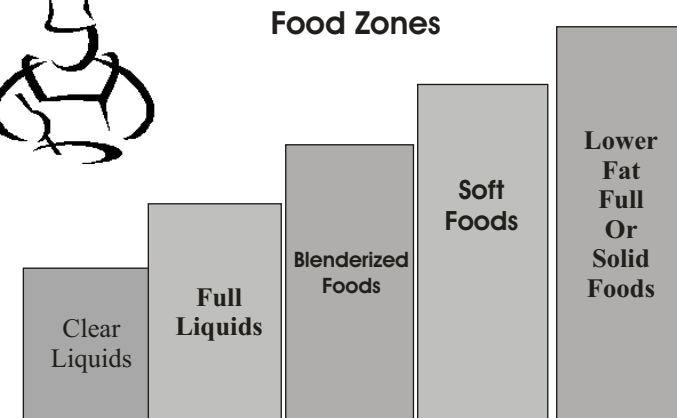 Food Zones
Clear
Liquids
Full
Liquids
Blenderized
Foods
Soft
Foods
Lower
Fat
Full
Or
Solid
Foods